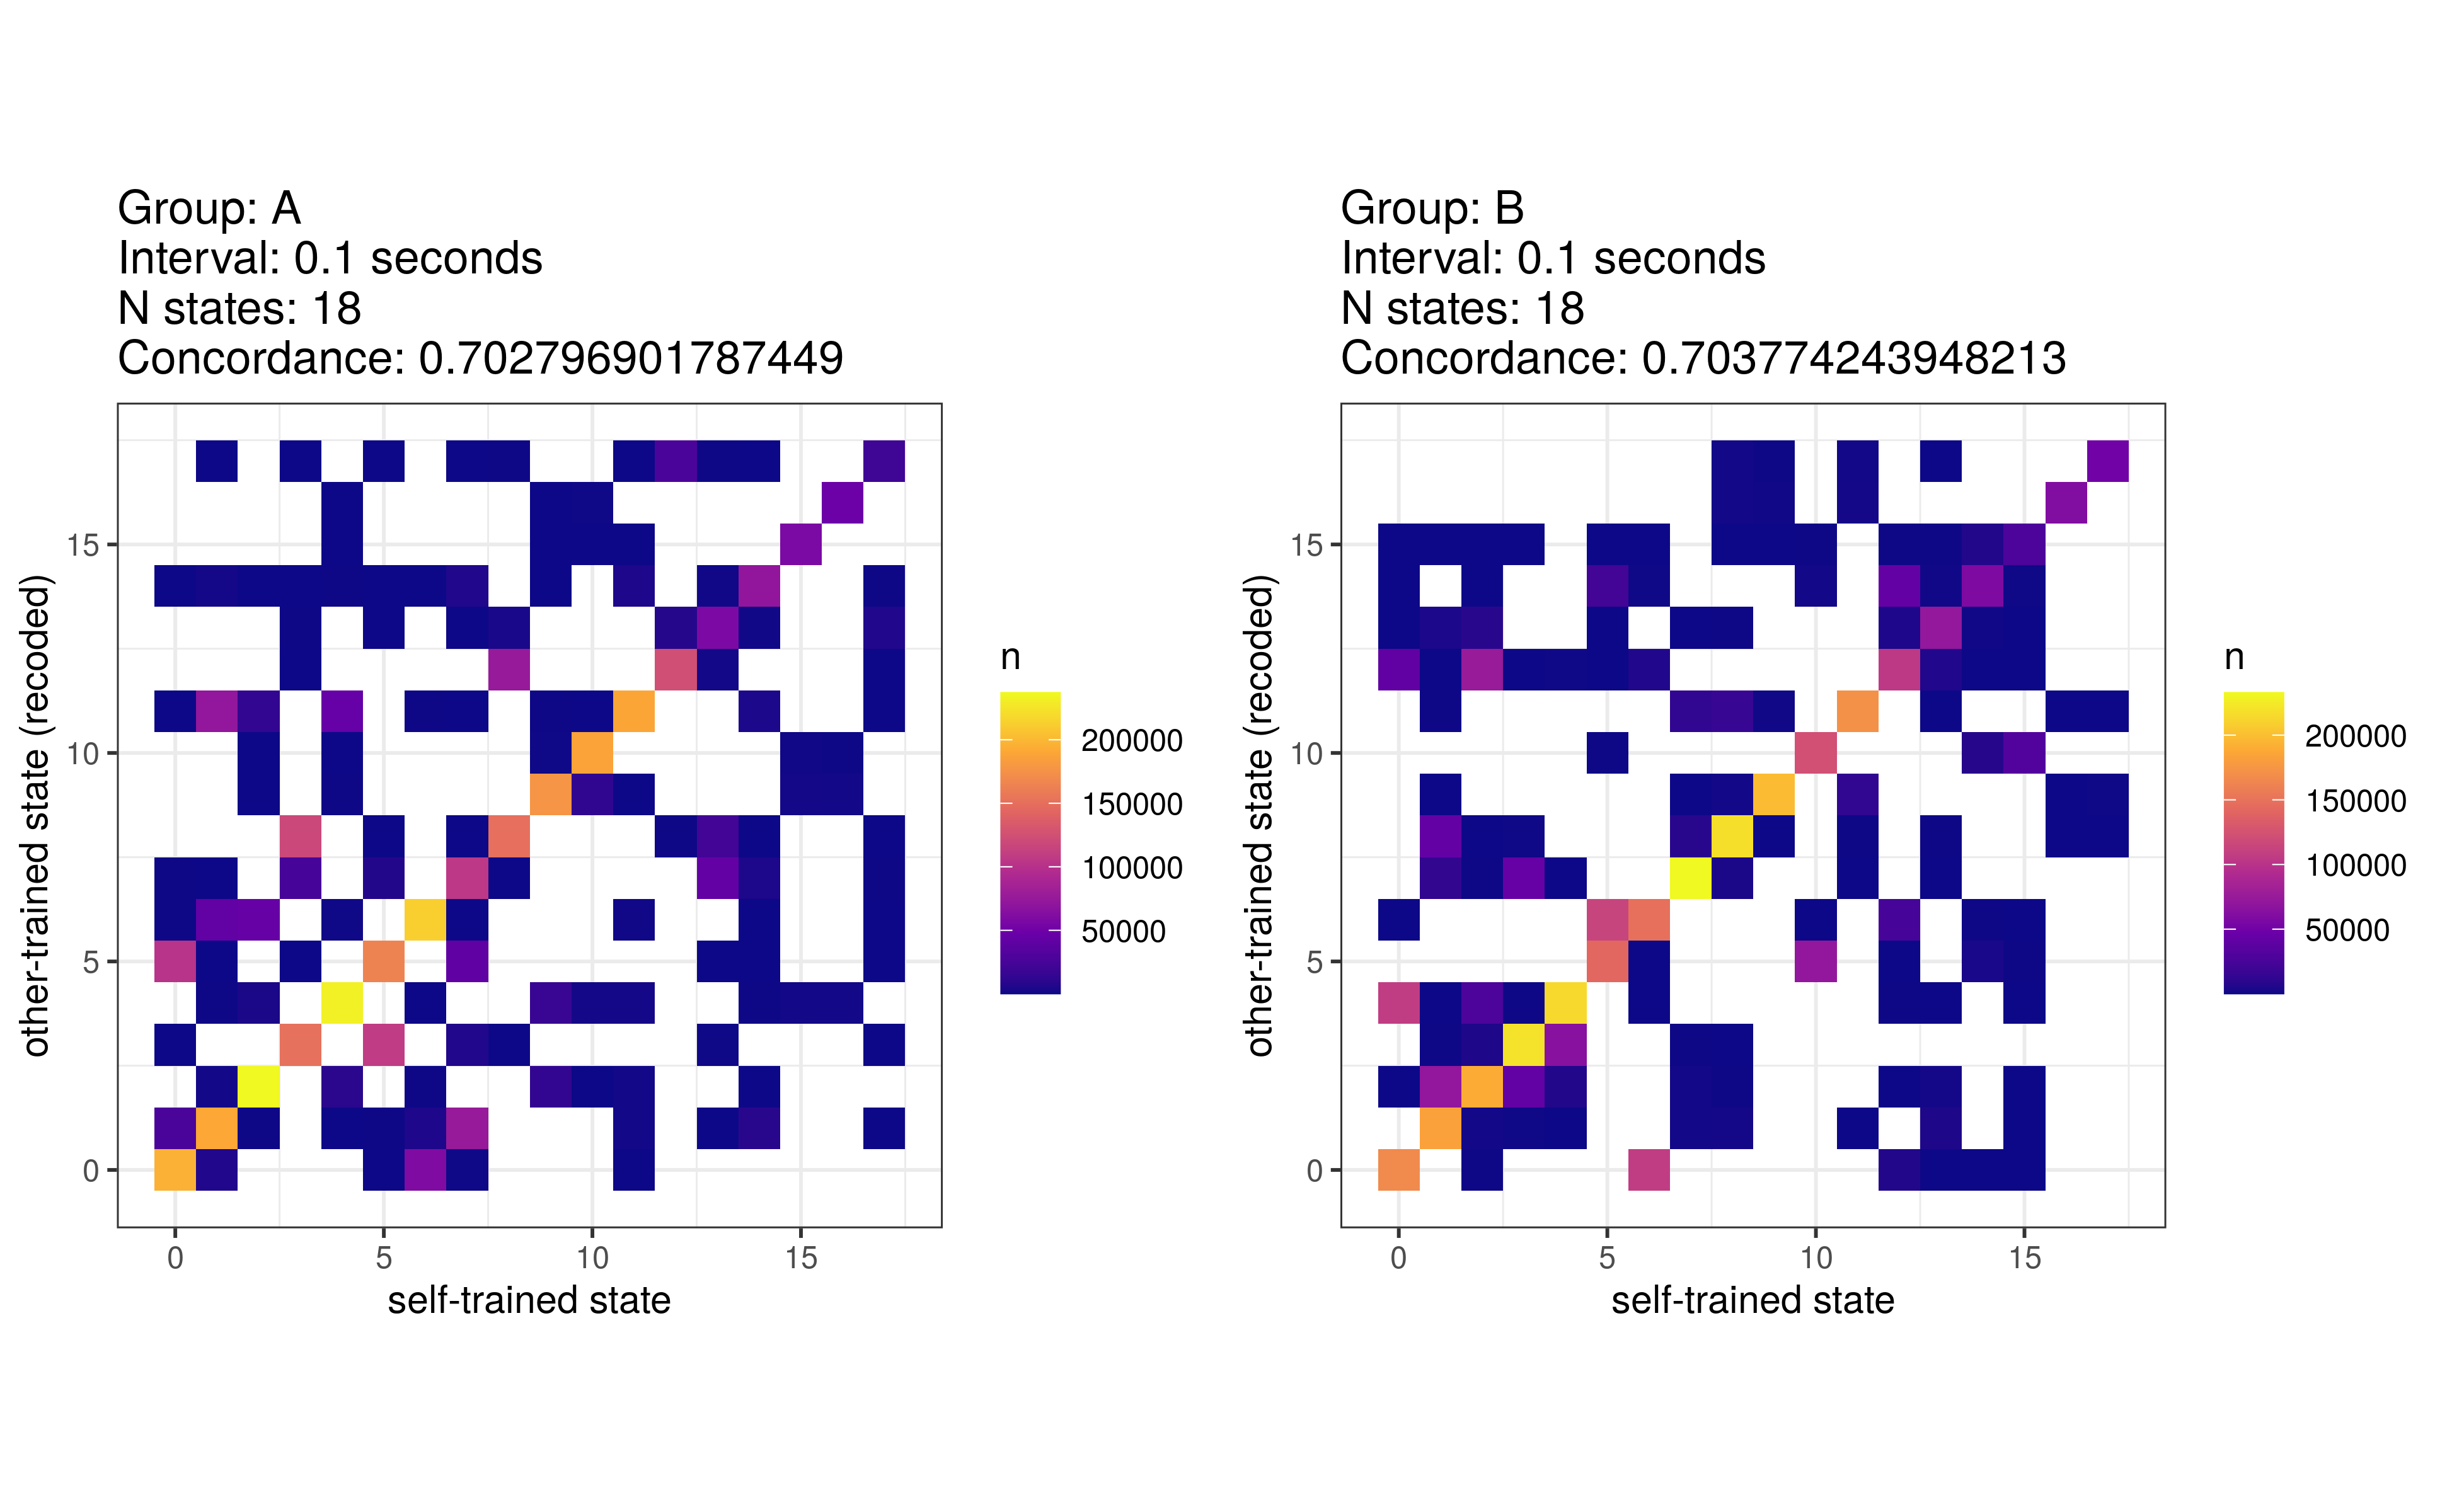 Group: A
Interval: 0.1 seconds
N states: 18
Concordance: 0.702796901787449
15
10
5
0
0 5 10 15
self-trained state
other-trained state (recoded)
n
200000
150000
100000
50000
Group: B
Interval: 0.1 seconds
N states: 18
Concordance: 0.703774243948213
15
10
5
0
0 5 10 15
self-trained state
other-trained state (recoded)
n
200000
150000
100000
50000